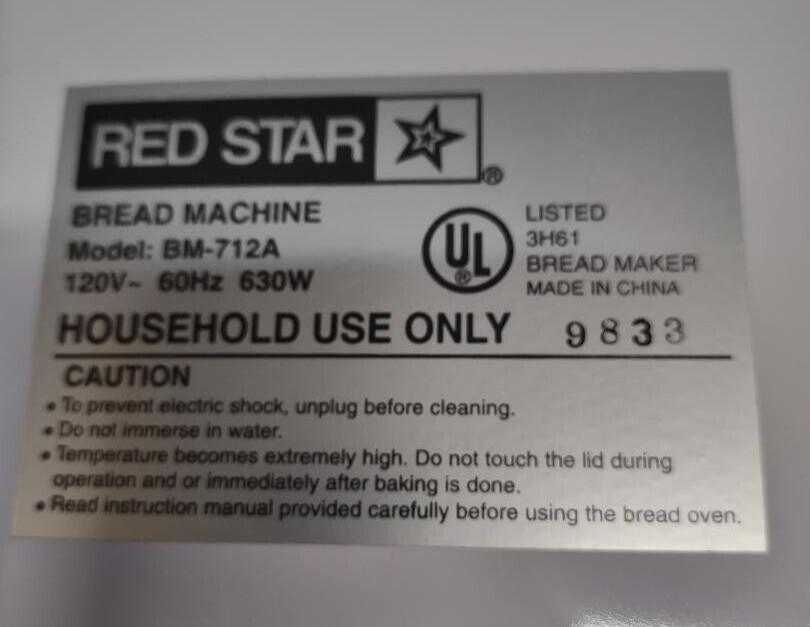 RED STAR
®
BREAD MACHINE
Model: BM-712A
120V~ 60Hz 630W
UL
®
LISTED
3H61
BREAD MAKER
MADE IN CHINA
HOUSEHOLD USE ONLY
9833
CAUTION
• To prevent electric shock, unplug before cleaning.
• Do not immerse in water.
• Temperature becomes extremely high. Do not touch the lid during
operation and or immediately after baking is done.
• Read instruction manual provided carefully before using the bread oven.